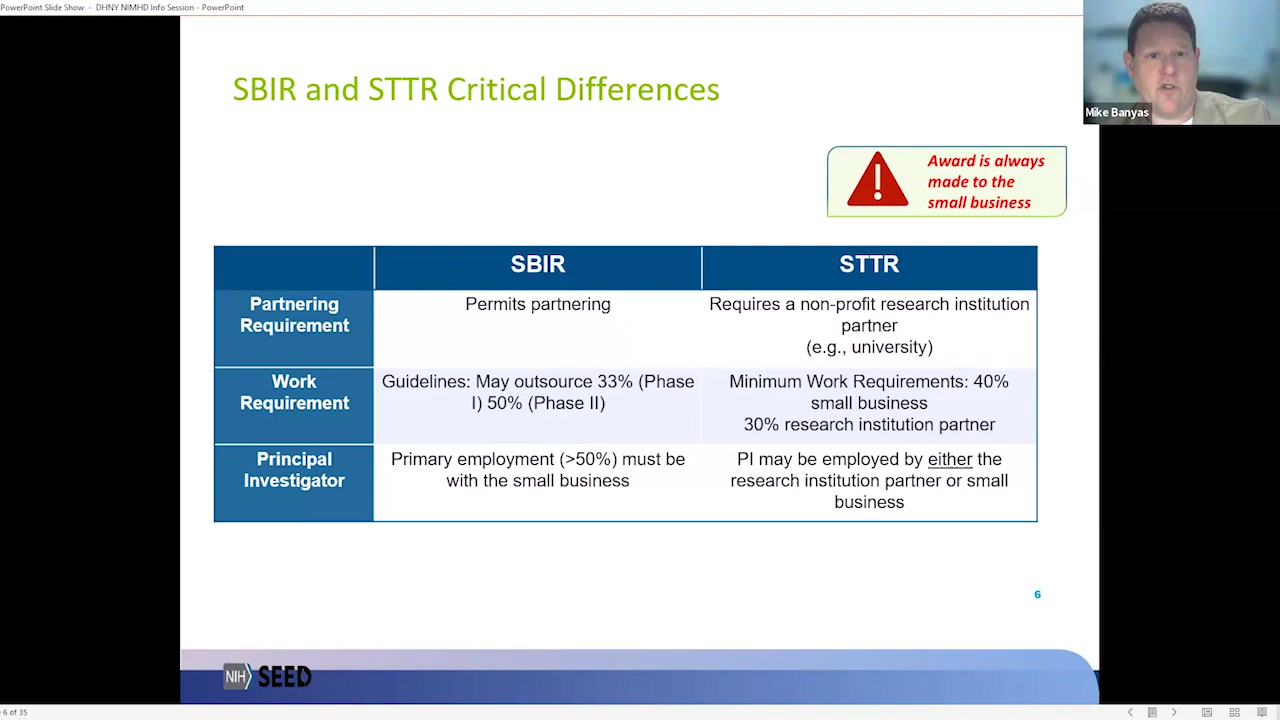 PowerPoint Slide Show - DHNY NIMHD Info Session - PowerPoint
SBIR and STTR Critical Differences
Mike Banyas
Award is always
made to the
small business
SBIR
STTR
Partnering
Requirement
Permits partnering
Requires a non-profit research institution
partner
(e.g., university)
Work
Requirement
Guidelines: May outsource 33% (Phase
I) 50% (Phase II)
Minimum Work Requirements: 40%
small business
30% research institution partner
Principal
Investigator
Primary employment (>50%) must be
with the small business
PI may be employed by either the
research institution partner or small
business
6
NIH SEED
6 of 35